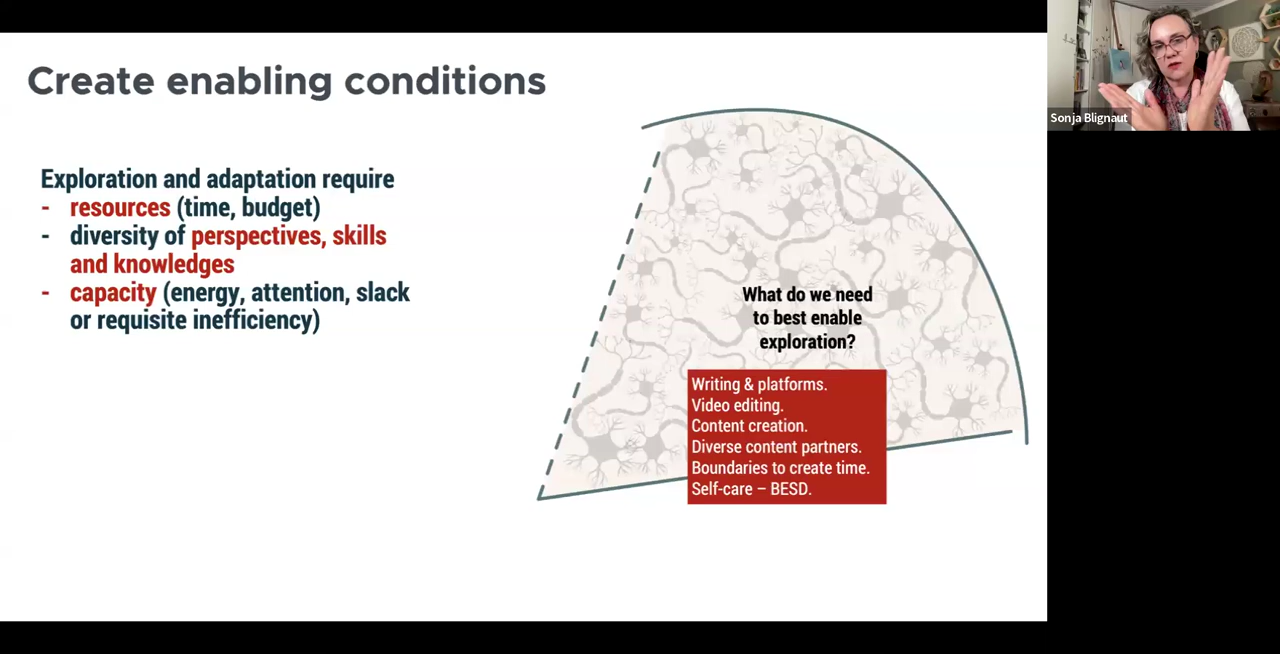 Create enabling conditions
Sonja Blignaut
Exploration and adaptation require
- resources (time, budget)
- diversity of perspectives, skills
and knowledges
- capacity (energy, attention, slack
or requisite inefficiency)
What do we need
to best enable
exploration?
Writing & platforms.
Video editing.
Content creation.
Diverse content partners.
Boundaries to create time.
Self-care – BESD.